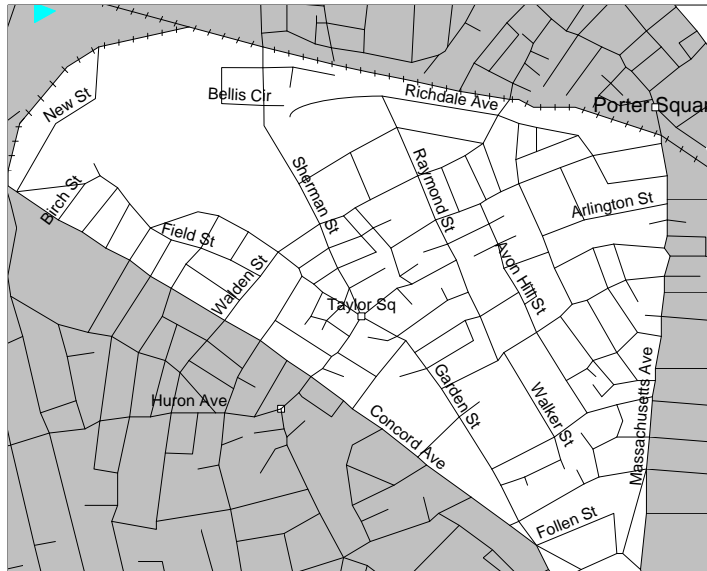 Bellis Cir
Richdale Ave
New St
Porter Squar
Birch St
Sherman St
Raymond St
Arlington St
Field St
Walden St
Avon Hill St
Taylor Sq
Huron Ave
Garden St
Concord Ave
Walker St
Massachusetts Ave
Follen St